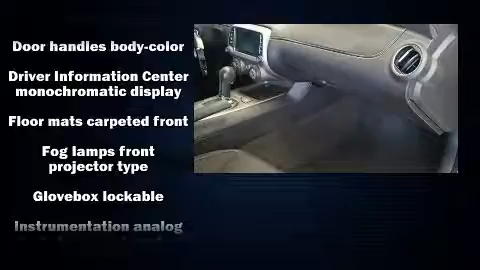 Door handles body-color
Driver Information Center
monochromatic display
Floor mats carpeted front
Fog lamps front
projector type
Glovebox lockable
Instrumentation analog